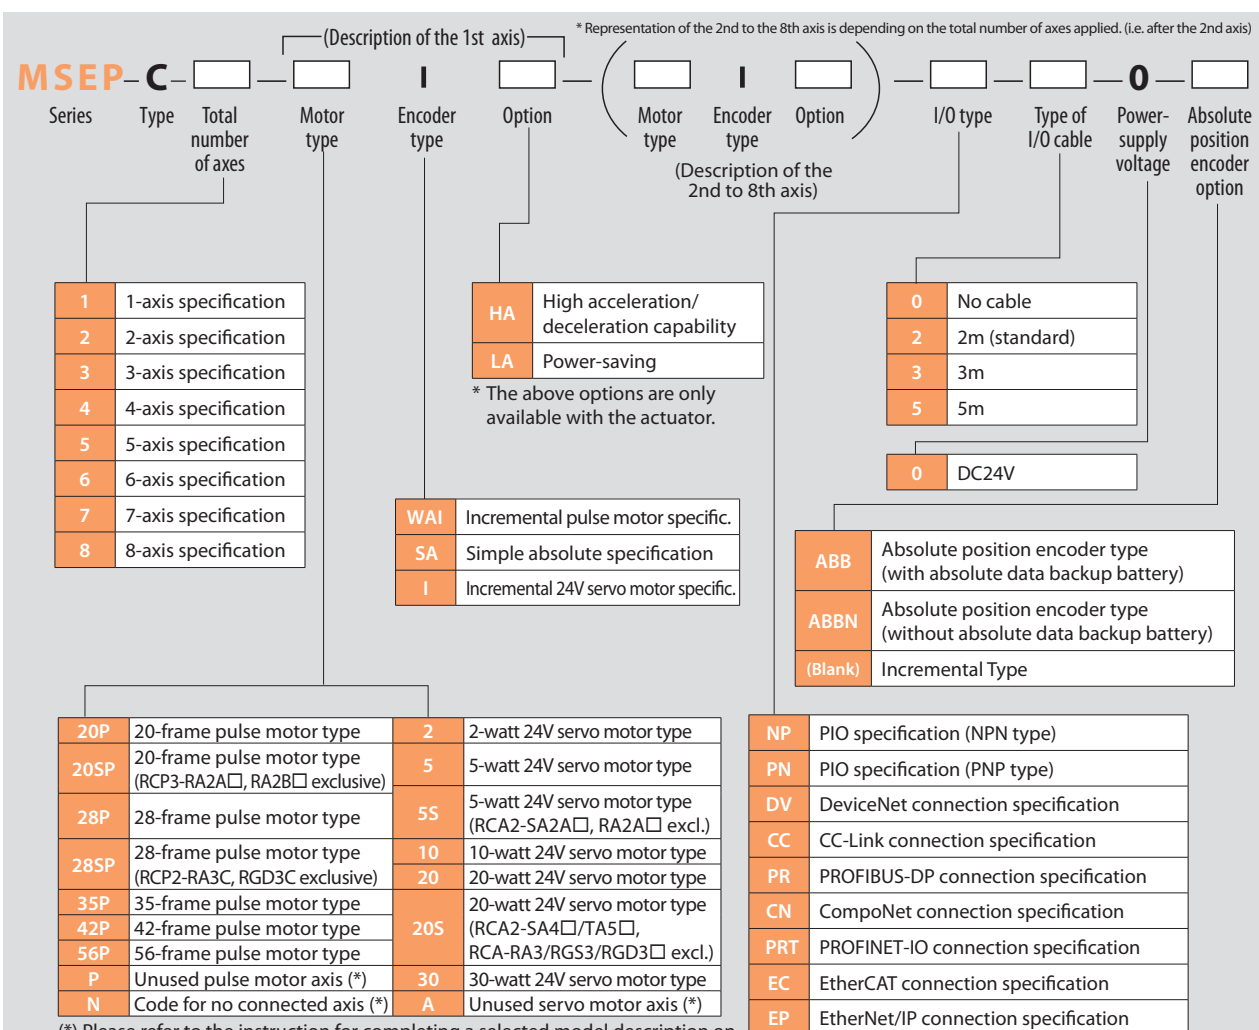 * Representation of the 2nd to the 8th axis is depending on the total number of axes applied. (i.e. after the 2nd axis)
(Description of the 1st axis)
MSEP – C – □ – □ I □ – ( □ I □ ) – □ – □ – 0 – □
Series
Type
Total
number
of axes
Motor
type
Encoder
type
Option
Motor
type
Encoder
type
Option
(Description of the
2nd to 8th axis)
I/O type
Type of
I/O cable
Power-
supply
voltage
Absolute
position
encoder
option
1 1-axis specification
2 2-axis specification
3 3-axis specification
4 4-axis specification
5 5-axis specification
6 6-axis specification
7 7-axis specification
8 8-axis specification
HA High acceleration/
deceleration capability
LA Power-saving
* The above options are only
available with the actuator.
0 No cable
2 2m (standard)
3 3m
5 5m
0 DC24V
WAI Incremental pulse motor specific.
SA Simple absolute specification
I Incremental 24V servo motor specific.
ABB Absolute position encoder type
(with absolute data backup battery)
ABBN Absolute position encoder type
(without absolute data backup battery)
(Blank) Incremental Type
20P 20-frame pulse motor type
20SP 20-frame pulse motor type
(RCP3-RA2A□, RA2B□ exclusive)
28P 28-frame pulse motor type
28SP 28-frame pulse motor type
(RCP2-RA3C, RGD3C exclusive)
35P 35-frame pulse motor type
42P 42-frame pulse motor type
56P 56-frame pulse motor type
P Unused pulse motor axis (*)
N Code for no connected axis (*)
2 2-watt 24V servo motor type
5 5-watt 24V servo motor type
5S 5-watt 24V servo motor type
(RCA2-SA2A□, RA2A□ excl.)
10 10-watt 24V servo motor type
20 20-watt 24V servo motor type
20S 20-watt 24V servo motor type
(RCA2-SA4□/TA5□,
RCA-RA3/RGS3/RGD3□ excl.)
30 30-watt 24V servo motor type
A Unused servo motor axis (*)
NP PIO specification (NPN type)
PN PIO specification (PNP type)
DV DeviceNet connection specification
CC CC-Link connection specification
PR PROFIBUS-DP connection specification
CN CompoNet connection specification
PRT PROFINET-IO connection specification
EC EtherCAT connection specification
EP EtherNet/IP connection specification
(*) Please refer to the instruction for completing a selected model description on